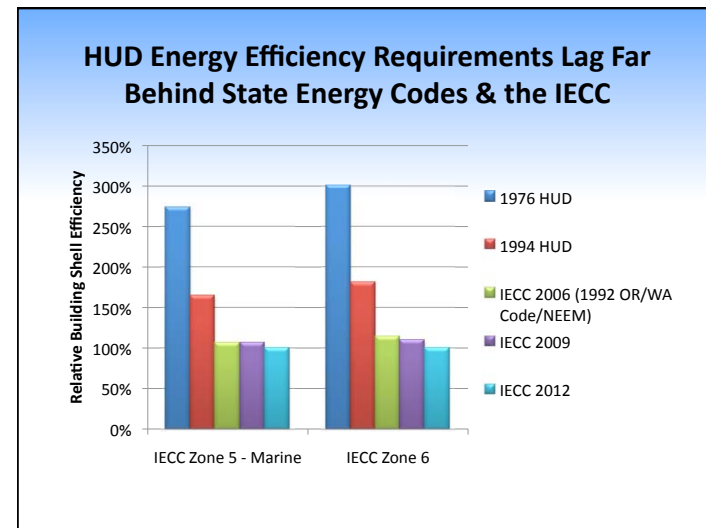 HUD Energy Efficiency Requirements Lag Far
Behind State Energy Codes & the IECC
Relative Building Shell Efficiency
350%
300%
250%
200%
150%
100%
50%
0%
IECC Zone 5 - Marine
IECC Zone 6
1976 HUD
1994 HUD
IECC 2006 (1992 OR/WA
Code/NEEM)
IECC 2009
IECC 2012